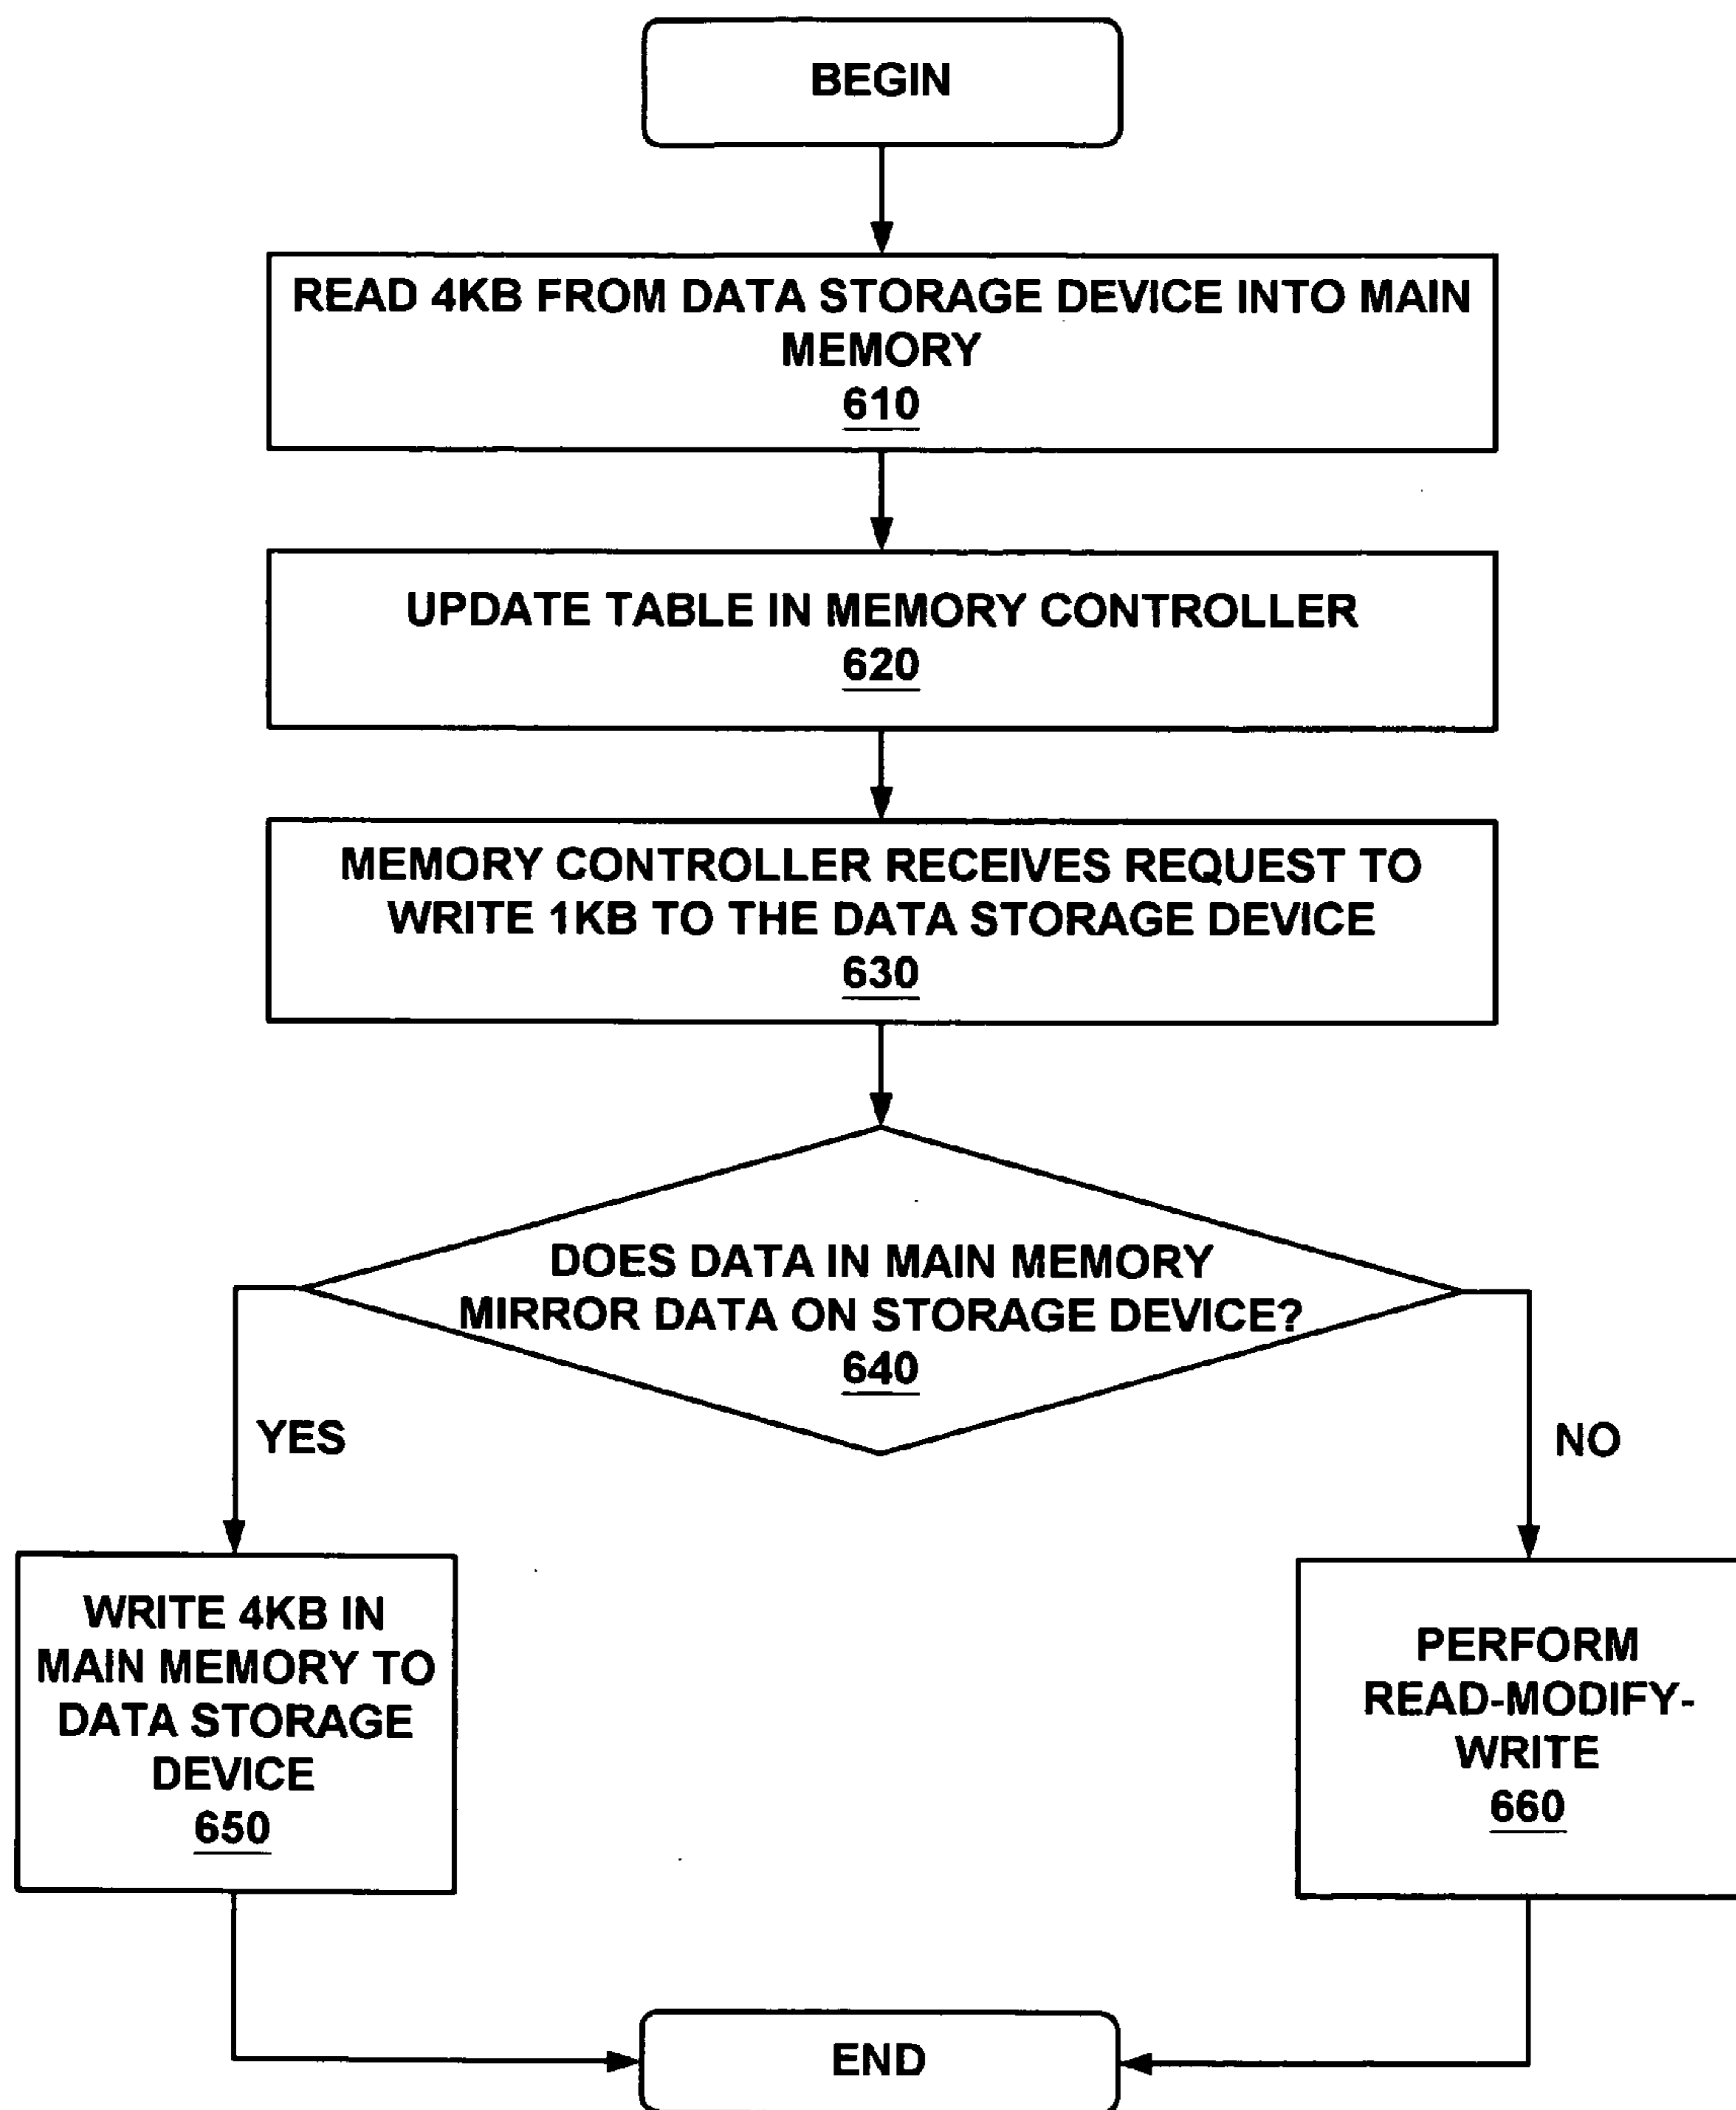 BEGIN
READ 4KB FROM DATA STORAGE DEVICE INTO MAIN
MEMORY
610
UPDATE TABLE IN MEMORY CONTROLLER
620
MEMORY CONTROLLER RECEIVES REQUEST TO
WRITE 1KB TO THE DATA STORAGE DEVICE
630
DOES DATA IN MAIN MEMORY
MIRROR DATA ON STORAGE DEVICE?
640
YES
NO
WRITE 4KB IN
MAIN MEMORY TO
DATA STORAGE
DEVICE
650
PERFORM
READ-MODIFY-
WRITE
660
END